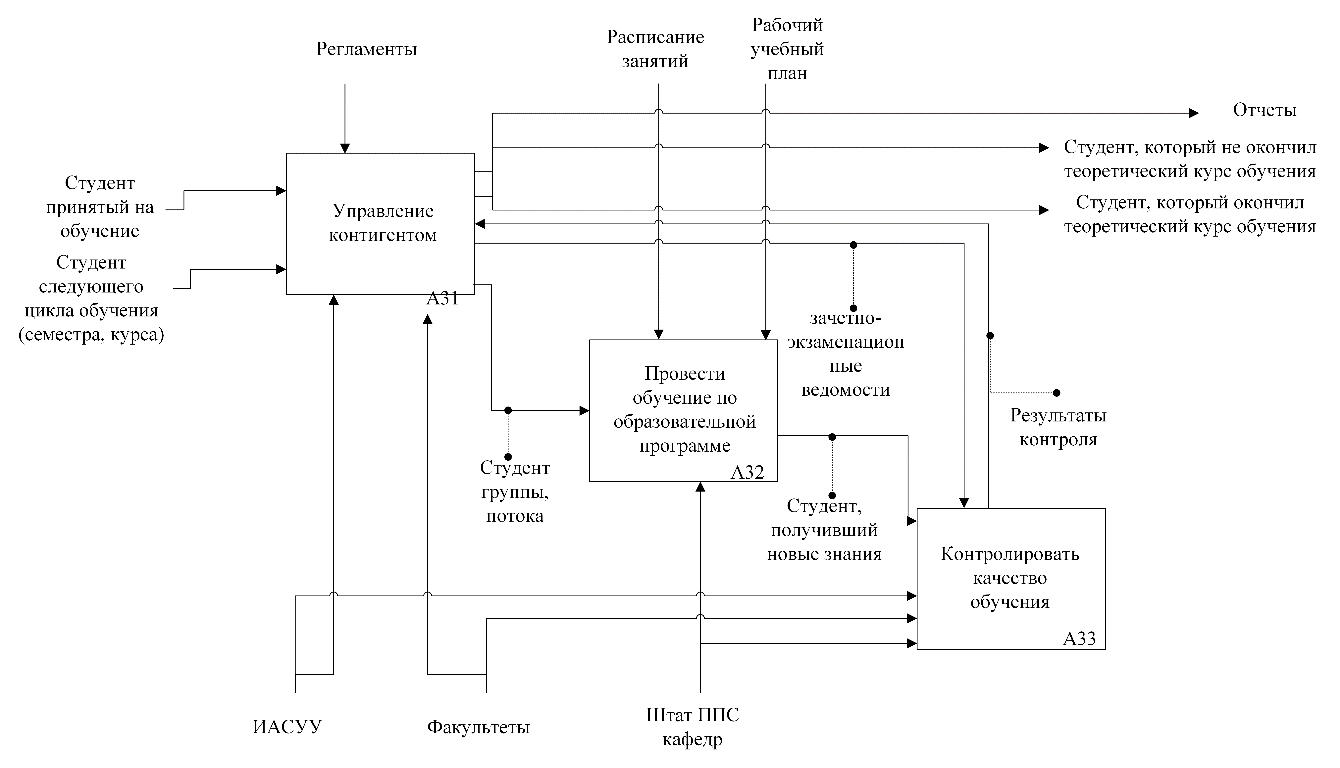 Регламенты
Расписание
занятий
Рабочий
учебный
план
Отчеты
Студент, который не окончил
теоретический курс обучения
Студент, который окончил
теоретический курс обучения
Студент
принятый на
обучение
Управление
контигентом
А31
Студент
следующего
цикла обучения
(семестра, курса)
зачетно-
экзаменацион
ные
ведомости
Провести
обучение по
образовательной
программе
А32
Результаты
контроля
Студент
группы,
потока
Студент,
получивший
новые знания
Контролировать
качество
обучения
А33
ИАСУУ
Факультеты
Штат ППС
кафедр